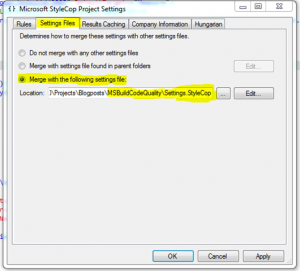 Microsoft StyleCop Project Settings
Rules Settings Files Results Caching Company Information Hungarian
Determines how to merge these settings with other settings files.
Do not merge with any other settings files
Merge with settings file found in parent folders Edit...
Merge with the following settings file:
Location: \Projects\Blogposts\MSBuildCodeQuality\Settings.StyleCop ... Edit...
OK Cancel Apply